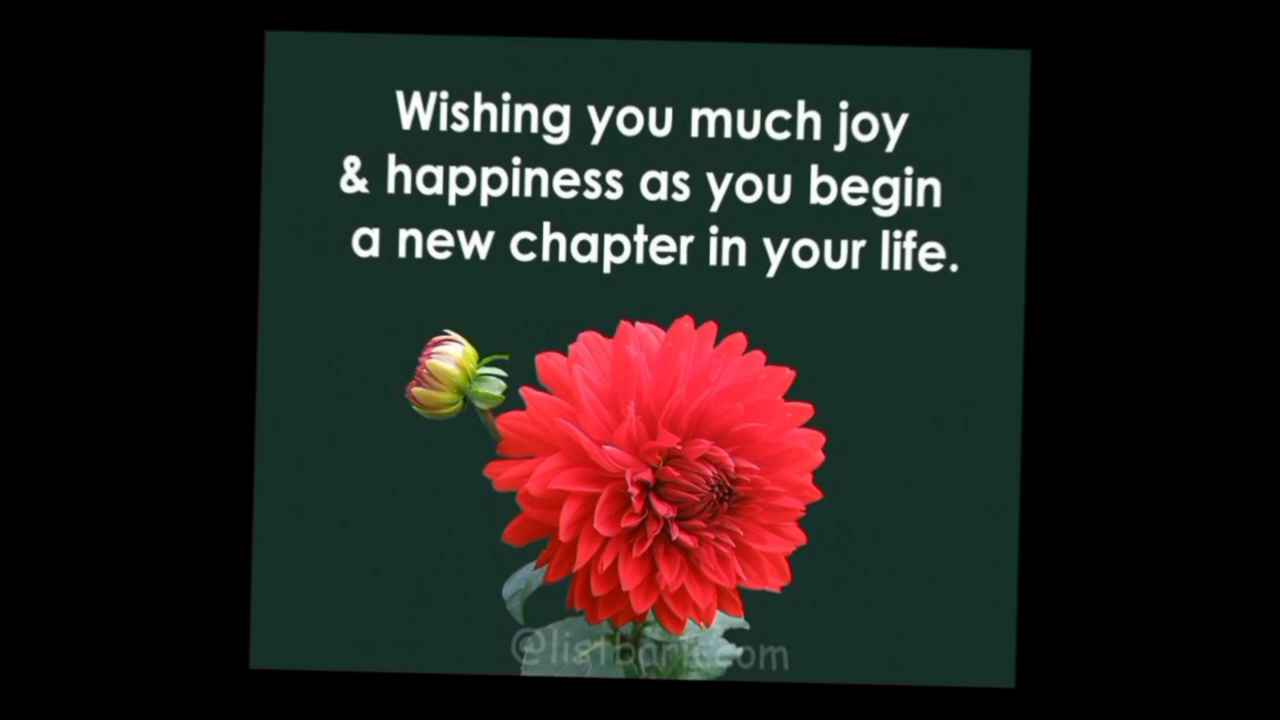 Wishing you much joy
& happiness as you begin
a new chapter in your life.